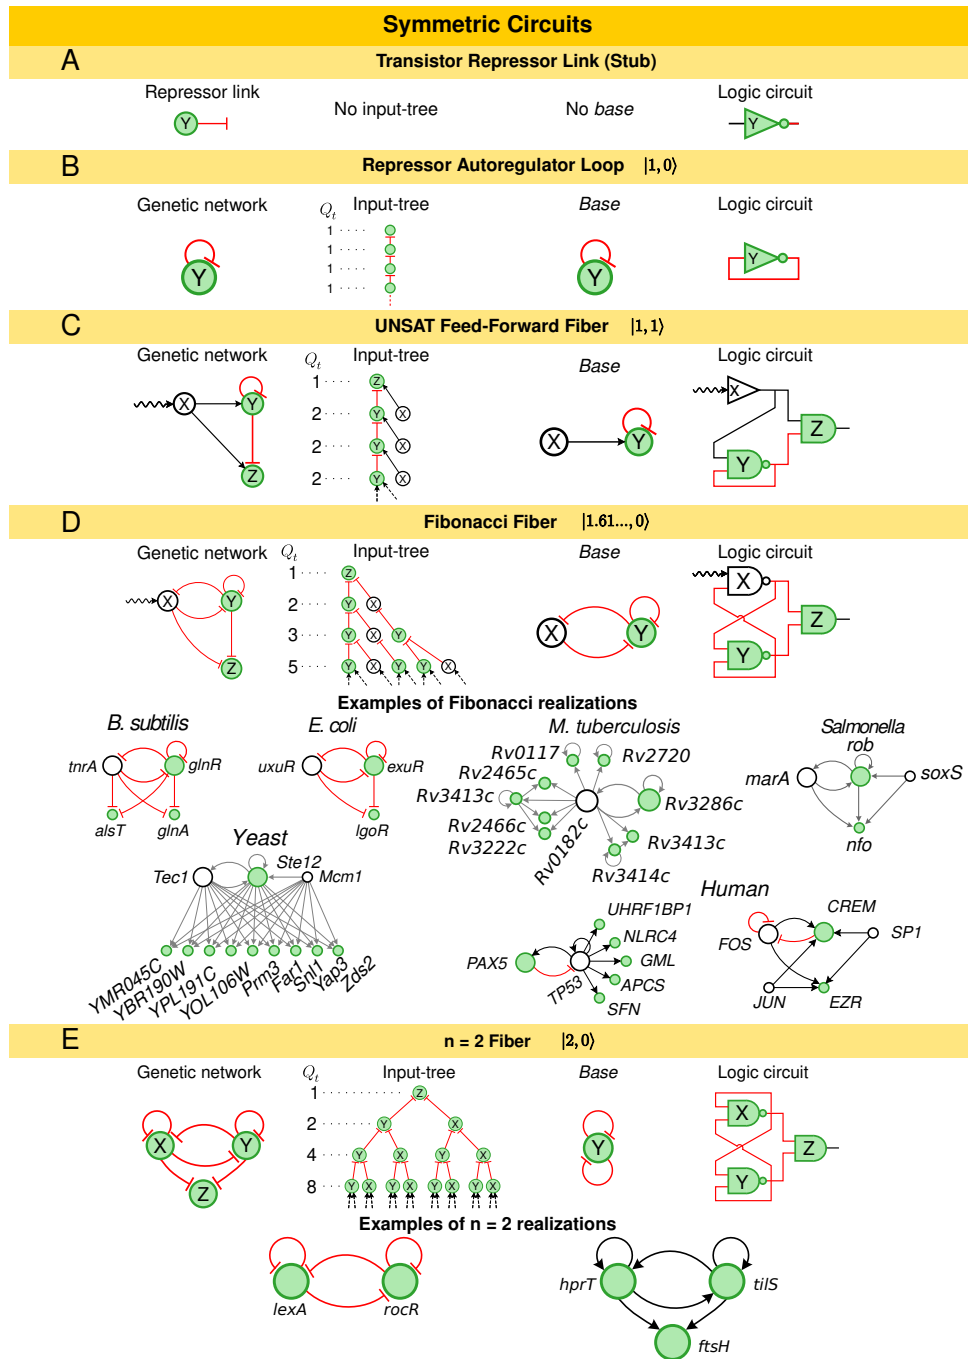 Symmetric Circuits
A Transistor Repressor Link (Stub)
Repressor link No input-tree No base Logic circuit
Y Y
B Repressor Autoregulator Loop |1, 0⟩
Genetic network Q_t Input-tree Base Logic circuit
1 ····
1 ····
Y Y Y
1 ····
1 ····
C UNSAT Feed-Forward Fiber |1, 1⟩
Genetic network Q_t Input-tree Base Logic circuit
1 ···· Z
X Y
2 ···· Y X
X Z
2 ···· Y X
X Y
Z
2 ···· Y
Y
D Fibonacci Fiber |1.61..., 0⟩
Genetic network Q_t Input-tree Base Logic circuit
1 ···· Z
X Y
2 ···· Y X
X Z
3 ···· Y X Y
X Y
Z
5 ···· Y X Y Y X
Y
Examples of Fibonacci realizations
B. subtilis
tnrA glnR
alsT glnA
E. coli
uxuR exuR
lgoR
M. tuberculosis
Rv0117 Rv2720
Rv2465c
Rv3413c Rv3286c
Rv2466c
Rv3222c
Rv0182c
Rv3413c
Rv3414c
Salmonella
rob
marA soxS
nfo
Yeast
Ste12
Tec1 Mcm1
YMR045C
YBR190W
YPL191C
YOL106W
Prm3
Far1
Snl1
Yap3
Zds2
Human
UHRF1BP1
NLRC4
PAX5 GML
TP53
APCS
SFN
CREM
FOS SP1
JUN EZR
E n = 2 Fiber |2, 0⟩
Genetic network Q_t Input-tree Base Logic circuit
1 ············ Z
2 ········ Y X
4 ···· Y X Y X
8 ···· Y X Y X Y X Y X
X Y
Z
Y
X
Z
Y
Examples of n = 2 realizations
lexA rocR
hprT tilS
ftsH